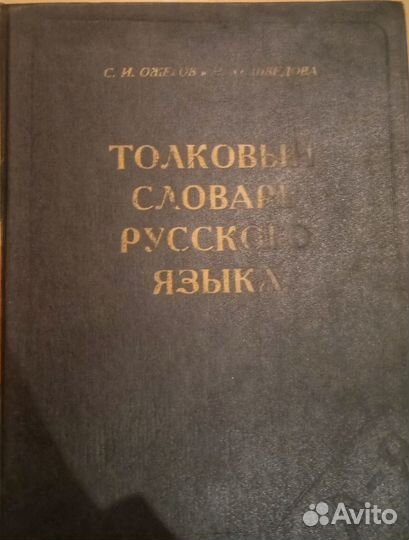 С. И. ОЖЕГОВ и Н. Ю. ШВЕДОВА
ТОЛКОВЫЙ
СЛОВАРЬ
РУССКОГО
ЯЗЫКА
Avito